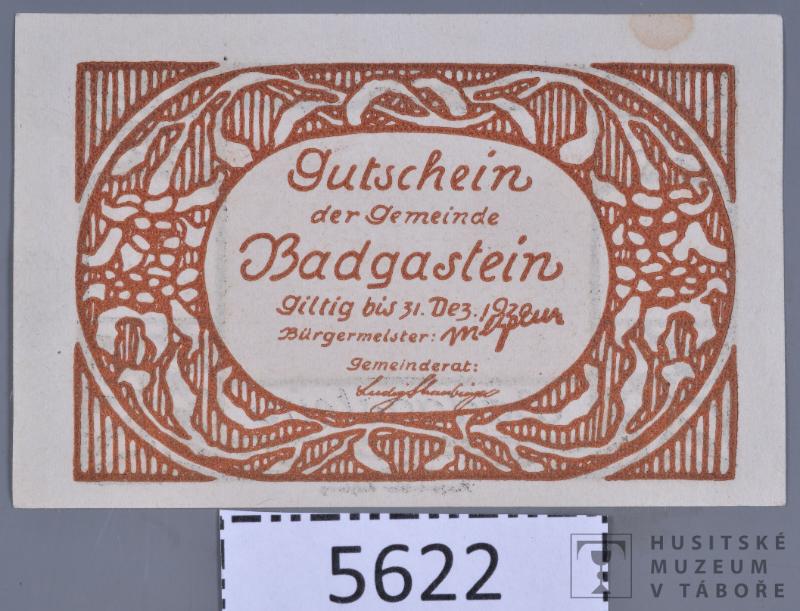 Gutschein
der Gemeinde
Badgastein
Giltig bis 31. Dez. 1920
Bürgermeister:
Gemeinderat:
5622
HUSITSKÉ
MUZEUM
V TÁBOŘE